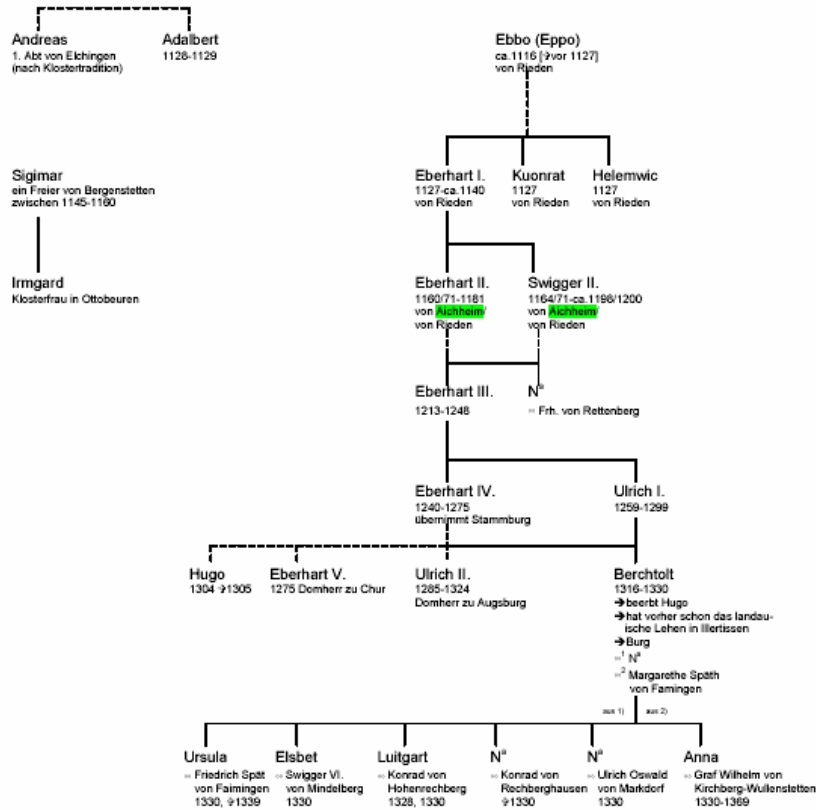 Andreas
1. Abt von Elchingen
(nach Klostertradition)
Adalbert
1128-1129
Ebbo (Eppo)
ca.1116 [✞vor 1127]
von Rieden
Sigimar
ein Freier von Bergenstetten
zwischen 1145-1160
Eberhart I.
1127-ca.1140
von Rieden
Kuonrat
1127
von Rieden
Helemwic
1127
von Rieden
Irmgard
Klosterfrau in Ottobeuren
Eberhart II.
1160/71-1181
von Aichheim/
von Rieden
Swigger II.
1164/71-ca.1198/1200
von Aichheim/
von Rieden
Eberhart III.
1213-1248
Nª
∞ Frh. von Rettenberg
Eberhart IV.
1240-1275
übernimmt Stammburg
Ulrich I.
1259-1299
Hugo
1304 ✞1305
Eberhart V.
1275 Domherr zu Chur
Ulrich II.
1285-1324
Domherr zu Augsburg
Berchtolt
1316-1330
➔beerbt Hugo
➔hat vorher schon das landau-
ische Lehen in Illertissen
➔Burg
∞¹ Nª
∞² Margarethe Späth
von Famingen
aus 1) aus 2)
Ursula
∞ Friedrich Spät
von Faimingen
1330, ✞1339
Elsbet
∞ Swigger VI.
von Mindelberg
1330
Luitgart
∞ Konrad von
Hohenrechberg
1328, 1330
Nª
∞ Konrad von
Rechberghausen
✞1330
Nª
∞ Ulrich Oswald
von Markdorf
1330
Anna
∞ Graf Wilhelm von
Kirchberg-Wullenstetten
1330-1369